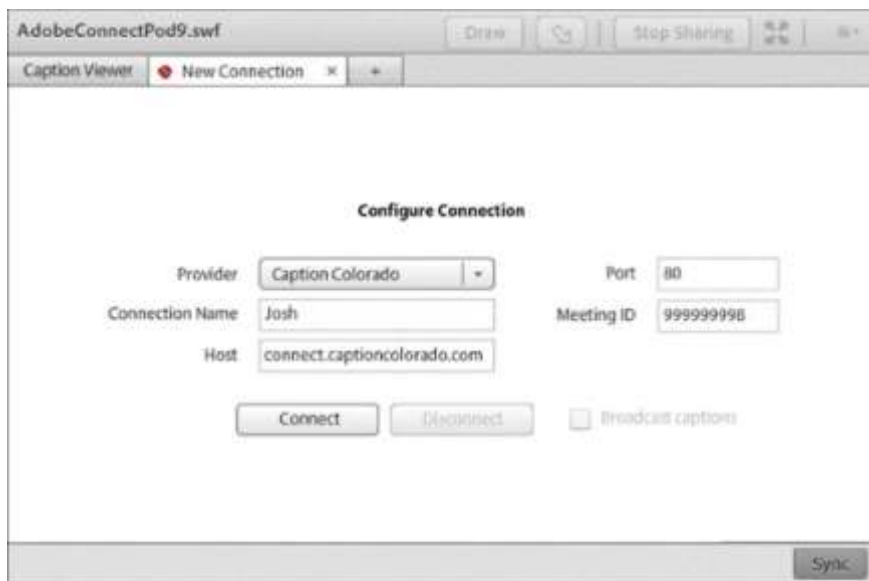 AdobeConnectPod9.swf Draw Stop Sharing
Caption Viewer New Connection × +
Configure Connection
Provider Caption Colorado Port 80
Connection Name Josh Meeting ID 999999998
Host connect.captioncolorado.com
Connect Disconnect Broadcast captions
Sync